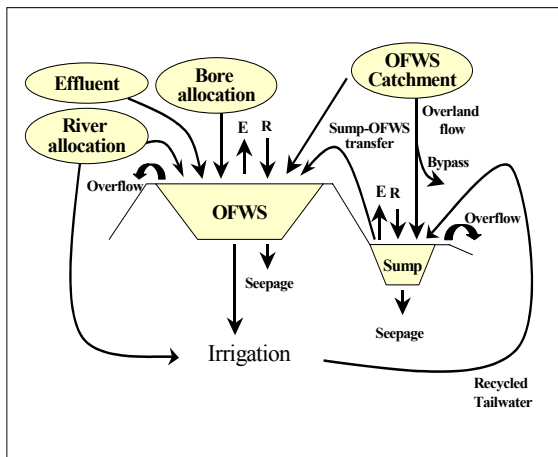 OFWS
Catchment
Bore
allocation
Effluent
River
allocation
Overland
flow
E R
Sump-OFWS
transfer
Bypass
Overflow
OFWS
E R
Overflow
Sump
Seepage
Seepage
Irrigation
Recycled
Tailwater